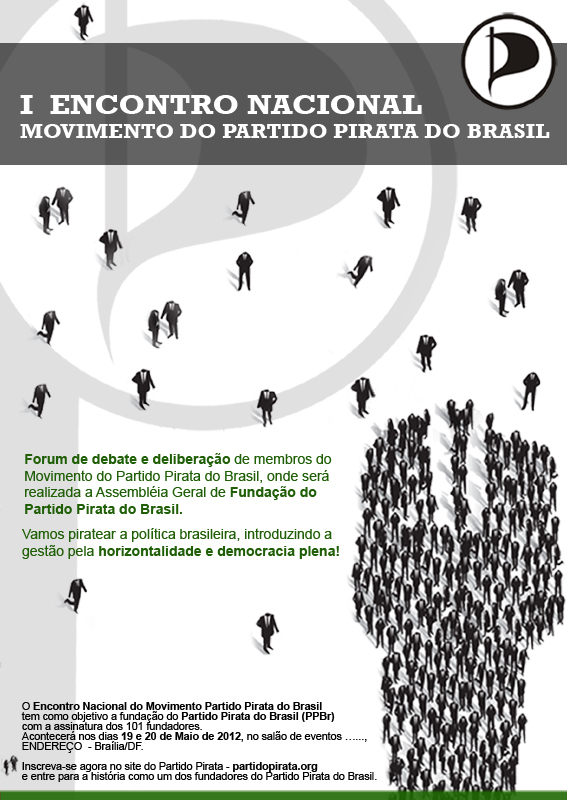 I ENCONTRO NACIONAL
MOVIMENTO DO PARTIDO PIRATA DO BRASIL
Forum de debate e deliberação de membros do
Movimento do Partido Pirata do Brasil, onde será
realizada a Assembléia Geral de Fundação do
Partido Pirata do Brasil.
Vamos piratear a política brasileira, introduzindo a
gestão pela horizontalidade e democracia plena!
O Encontro Nacional do Movimento Partido Pirata do Brasil
tem como objetivo a fundação do Partido Pirata do Brasil (PPBr)
com a assinatura dos 101 fundadores.
Acontecerá nos dias 19 e 20 de Maio de 2012, no salão de eventos …...,
ENDEREÇO - Braília/DF.
Inscreva-se agora no site do Partido Pirata - partidopirata.org
e entre para a história como um dos fundadores do Partido Pirata do Brasil.